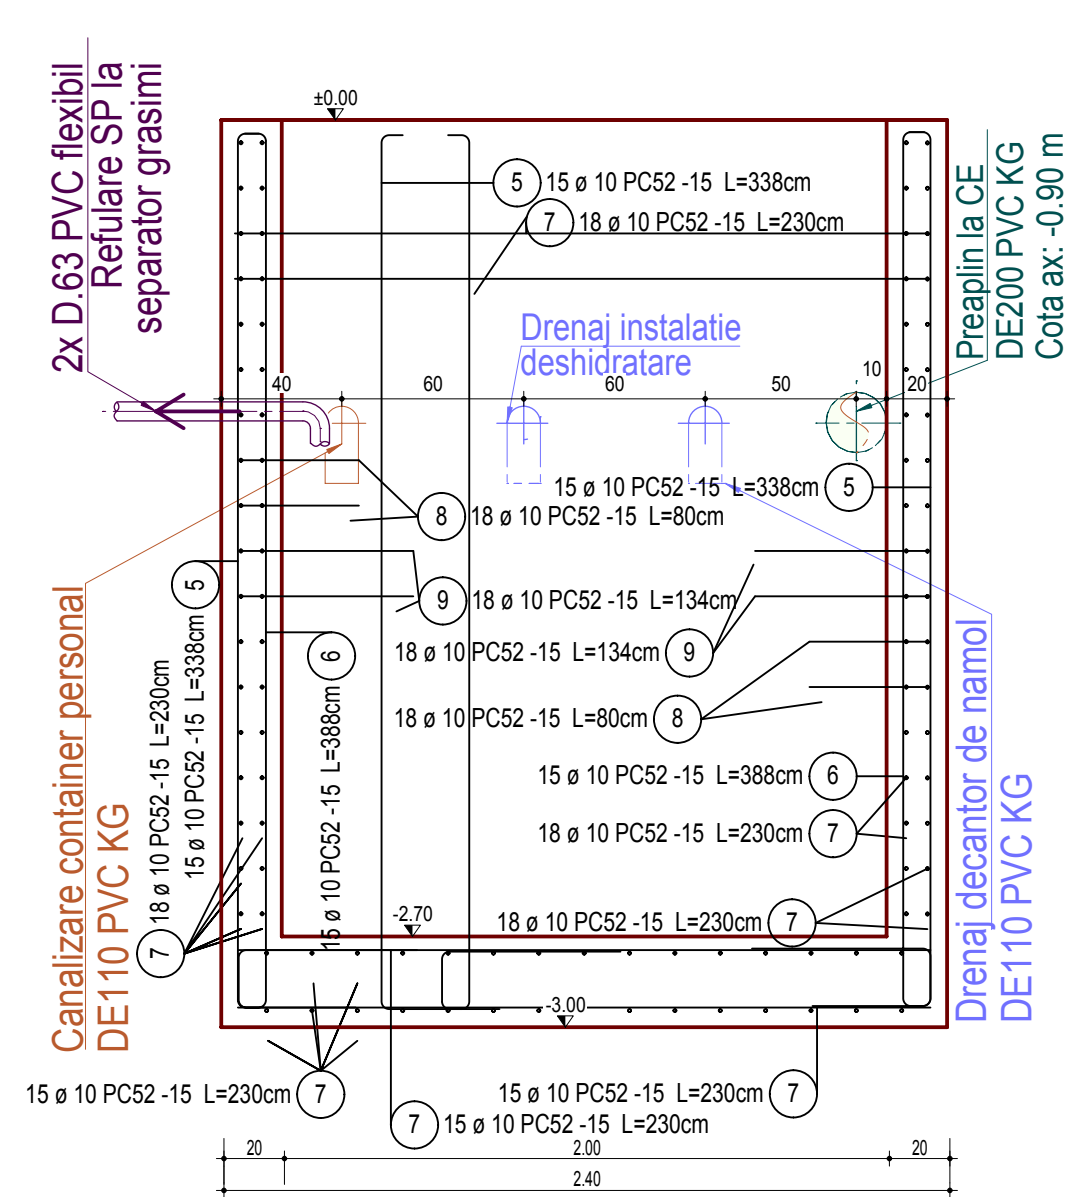 ±0.00
2x D.63 PVC flexibil
Refulare SP la
separator grasimi
5 15 ø 10 PC52 -15 L=338cm
7 18 ø 10 PC52 -15 L=230cm
Preaplin la CE
DE200 PVC KG
Cota ax: -0.90 m
Drenaj instalatie
deshidratare
40 60 60 50 10 20
15 ø 10 PC52 -15 L=338cm 5
8 18 ø 10 PC52 -15 L=80cm
9 18 ø 10 PC52 -15 L=134cm
18 ø 10 PC52 -15 L=134cm 9
18 ø 10 PC52 -15 L=80cm 8
15 ø 10 PC52 -15 L=388cm 6
18 ø 10 PC52 -15 L=230cm 7
18 ø 10 PC52 -15 L=230cm 7
Canalizare container personal
DE110 PVC KG
7 18 ø 10 PC52 -15 L=230cm
15 ø 10 PC52 -15 L=338cm 5
15 ø 10 PC52 -15 L=388cm 6
Drenaj decantor de namol
DE110 PVC KG
-2.70
-3.00
15 ø 10 PC52 -15 L=230cm 7
15 ø 10 PC52 -15 L=230cm 7
7 15 ø 10 PC52 -15 L=230cm
20 2.00 20
2.40